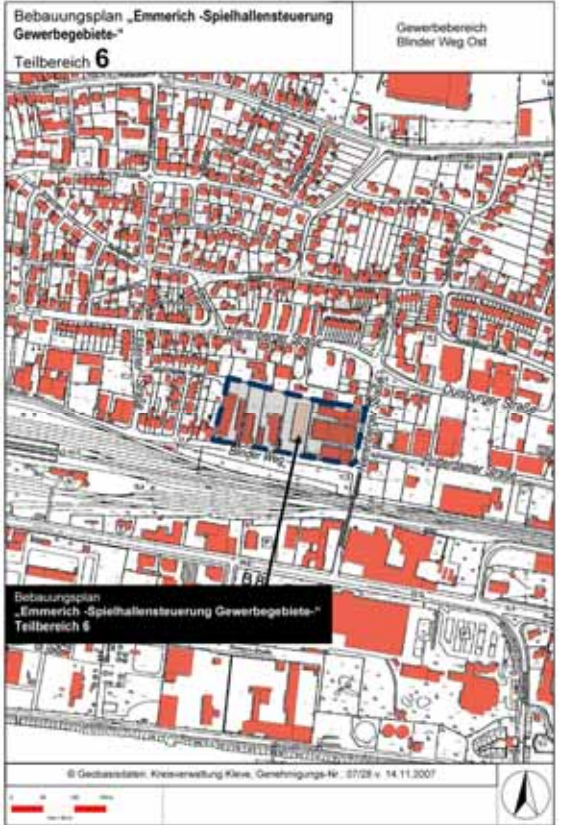 Bebauungsplan „Emmerich -Spielhallensteuerung
Gewerbegebiete-"
Teilbereich 6
Gewerbebereich
Blinder Weg Ost
Blinder Weg
Bebauungsplan
„Emmerich -Spielhallensteuerung Gewerbegebiete-"
Teilbereich 6
© Geobasisdaten: Kreisverwaltung Kleve, Genehmigungs-Nr.: 07/28 v. 14.11.2007